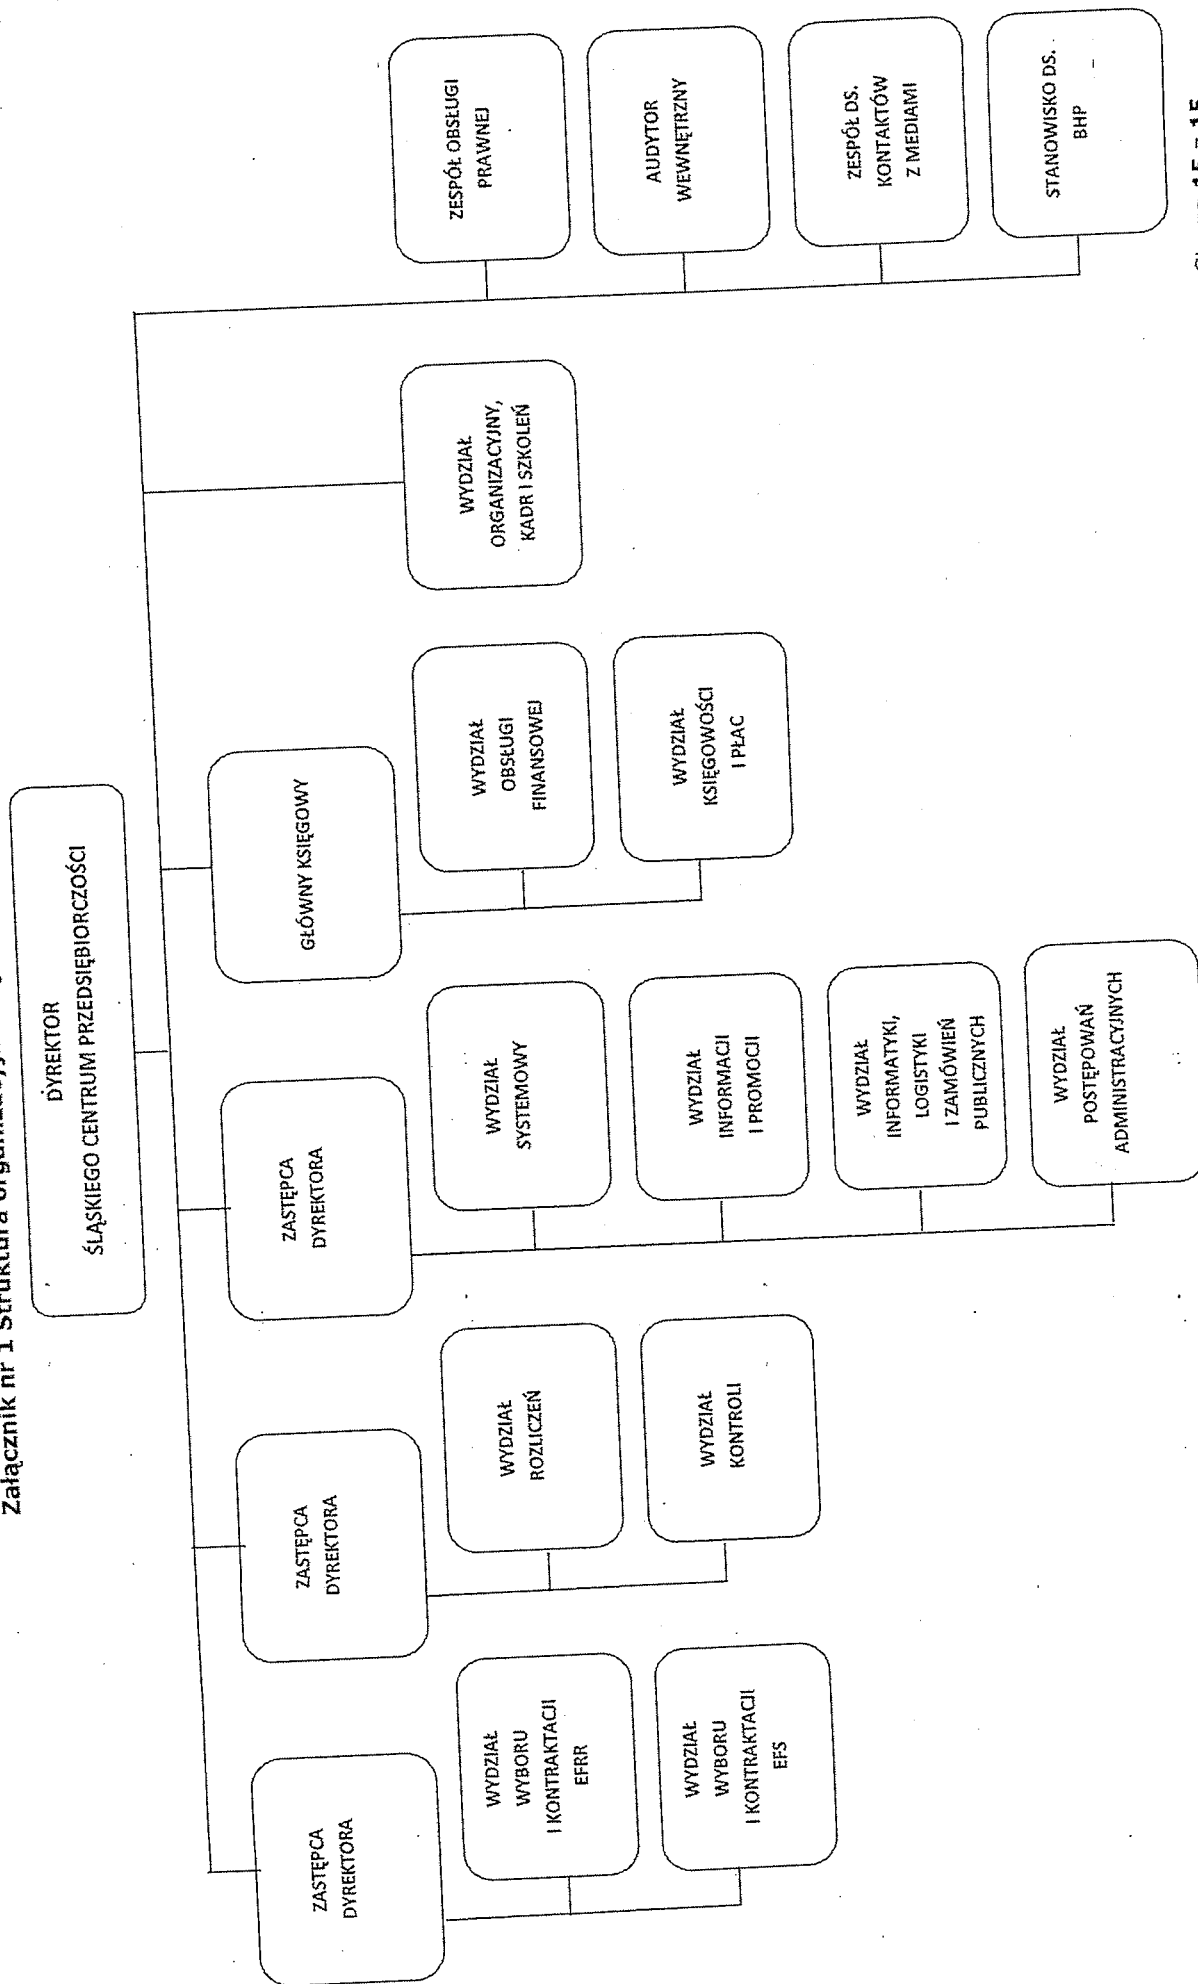 Załącznik nr 1 Struktura
DYREKTOR
ŚLĄSKIEGO CENTRUM PRZEDSIĘBIORCZOŚCI
ZASTĘPCA
DYREKTORA
WYDZIAŁ
WYBORU
I KONTRAKTACJI
EFRR
WYDZIAŁ
WYBORU
I KONTRAKTACJI
EFS
ZASTĘPCA
DYREKTORA
WYDZIAŁ
ROZLICZEŃ
WYDZIAŁ
KONTROLI
ZASTĘPCA
DYREKTORA
WYDZIAŁ
SYSTEMOWY
WYDZIAŁ
INFORMACJI
I PROMOCJI
WYDZIAŁ
INFORMATYKI,
LOGISTYKI
I ZAMÓWIEŃ
PUBLICZNYCH
WYDZIAŁ
POSTĘPOWAŃ
ADMINISTRACYJNYCH
GŁÓWNY KSIĘGOWY
WYDZIAŁ
OBSŁUGI
FINANSOWEJ
WYDZIAŁ
KSIĘGOWOŚCI
I PŁAC
WYDZIAŁ
ORGANIZACYJNY,
KADR I SZKOLEŃ
ZESPÓŁ OBSŁUGI
PRAWNEJ
AUDYTOR
WEWNĘTRZNY
ZESPÓŁ DS.
KONTAKTÓW
Z MEDIAMI
STANOWISKO DS.
BHP
15 z 15